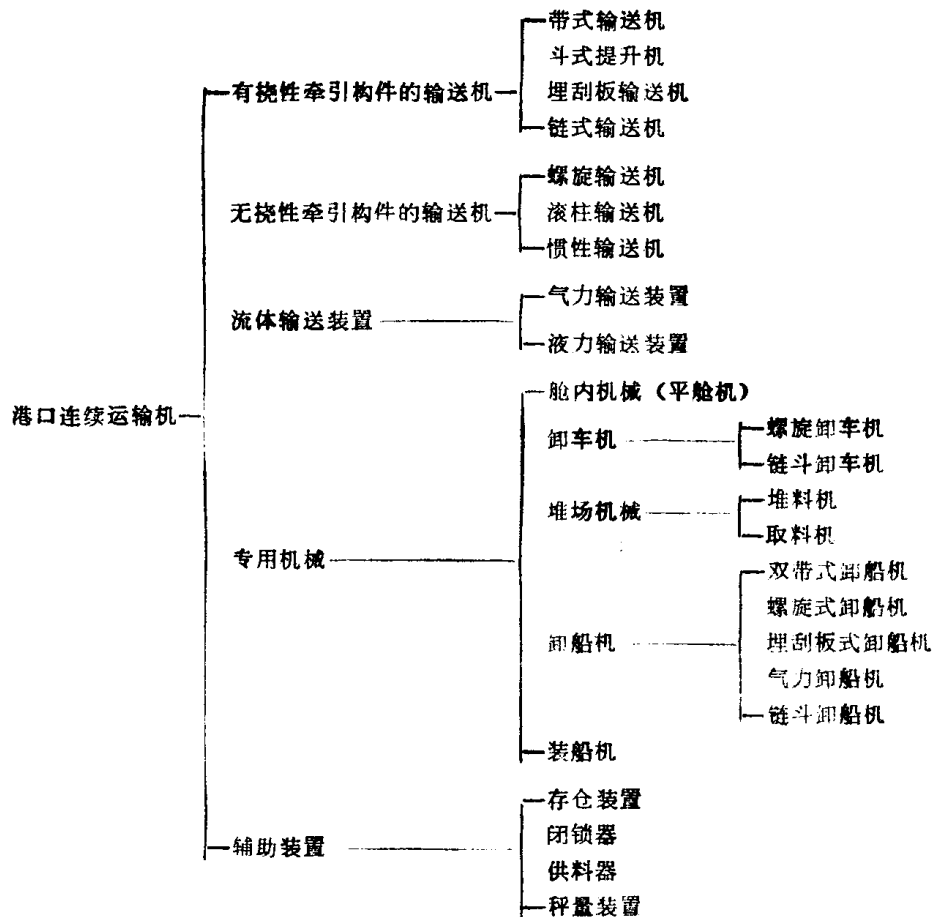 带式输送机
斗式提升机
有挠性牵引构件的输送机
埋刮板输送机
链式输送机
螺旋输送机
无挠性牵引构件的输送机
滚柱输送机
惯性输送机
气力输送装置
流体输送装置
液力输送装置
舱内机械（平舱机）
港口连续运输机
螺旋卸车机
卸车机
链斗卸车机
堆料机
堆场机械
取料机
专用机械
双带式卸船机
螺旋式卸船机
卸船机
埋刮板式卸船机
气力卸船机
链斗卸船机
装船机
存仓装置
闭锁器
辅助装置
供料器
秤量装置